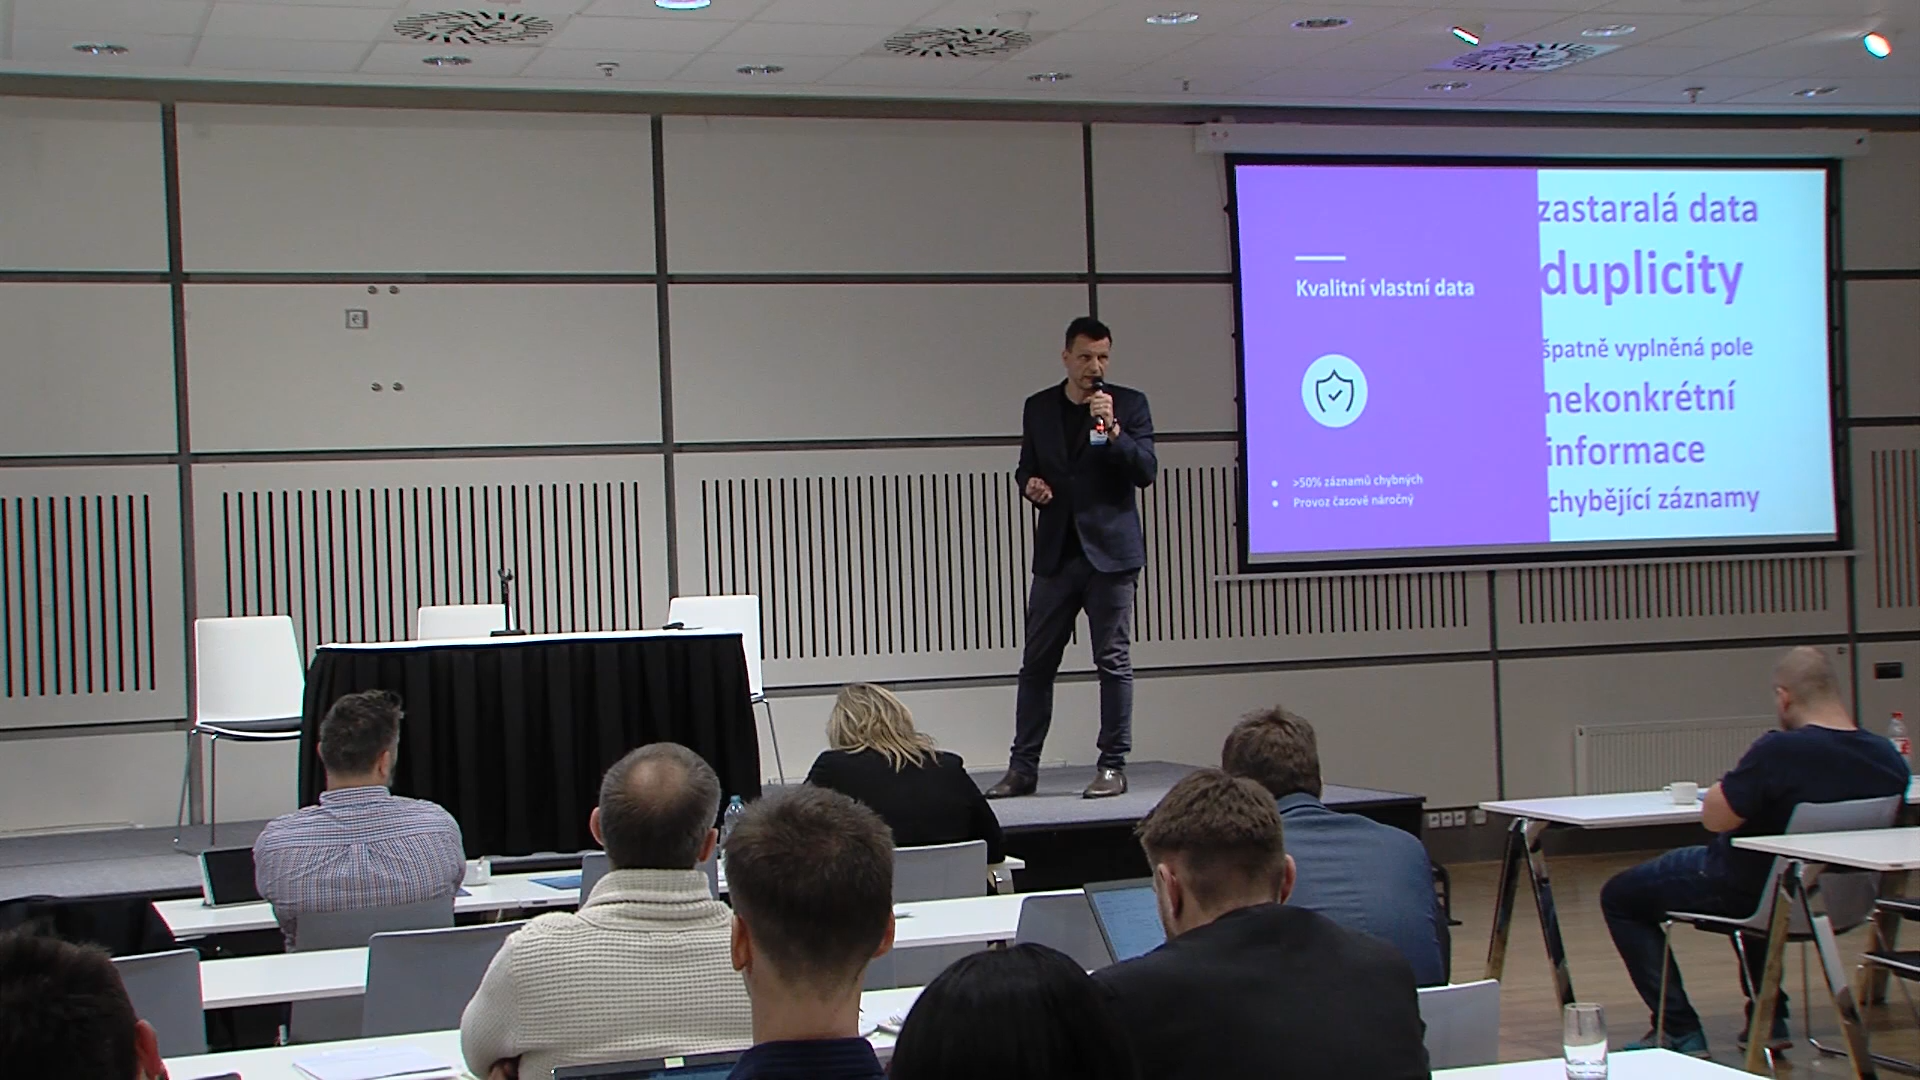 Kvalitní vlastní data
>50% záznamů chybných
Provoz časově náročný
zastaralá data
duplicity
špatně vyplněná pole
nekonkrétní
informace
chybějící záznamy